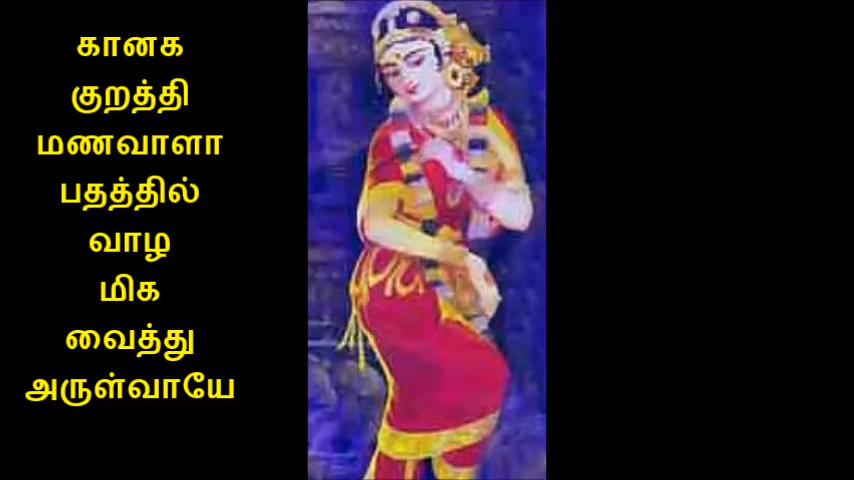 கானக
குறத்தி
மணவாளா
பதத்தில்
வாழ
மிக
வைத்து
அருள்வாயே